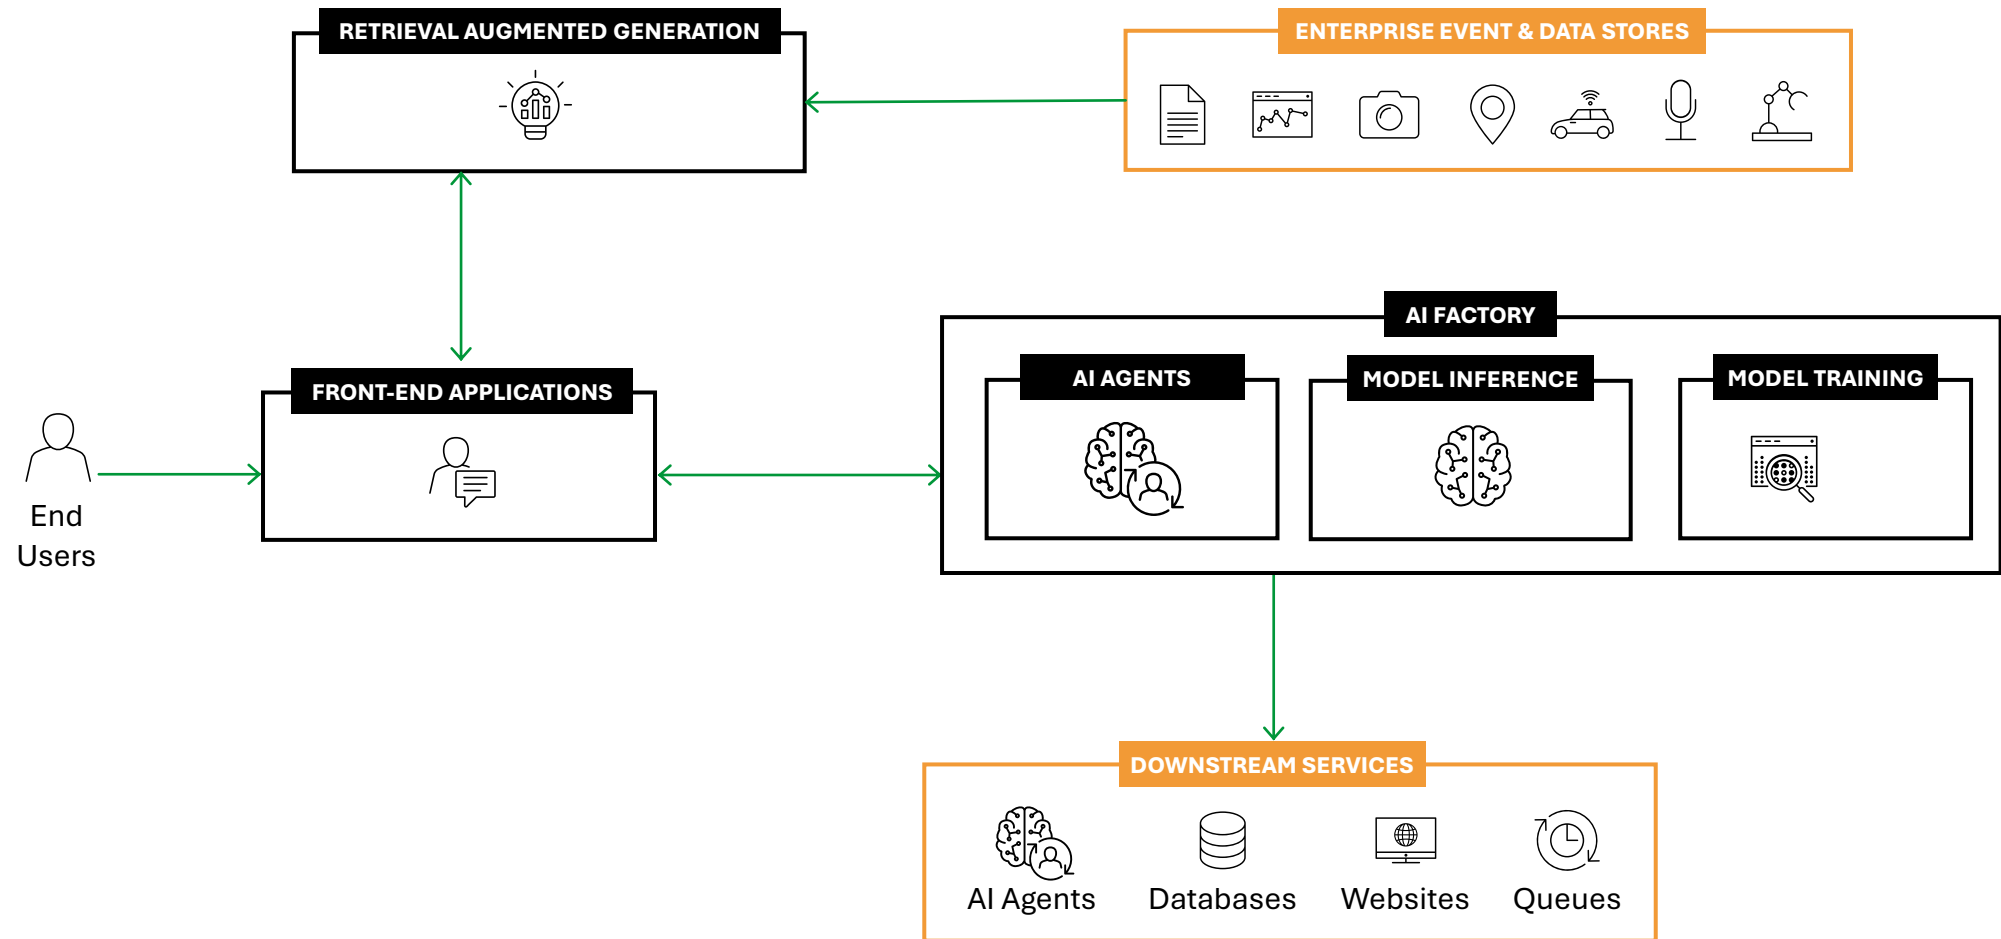 RETRIEVAL AUGMENTED GENERATION
ENTERPRISE EVENT & DATA STORES
AI FACTORY
AI AGENTS
MODEL INFERENCE
MODEL TRAINING
FRONT-END APPLICATIONS
End
Users
DOWNSTREAM SERVICES
AI Agents
Databases
Websites
Queues